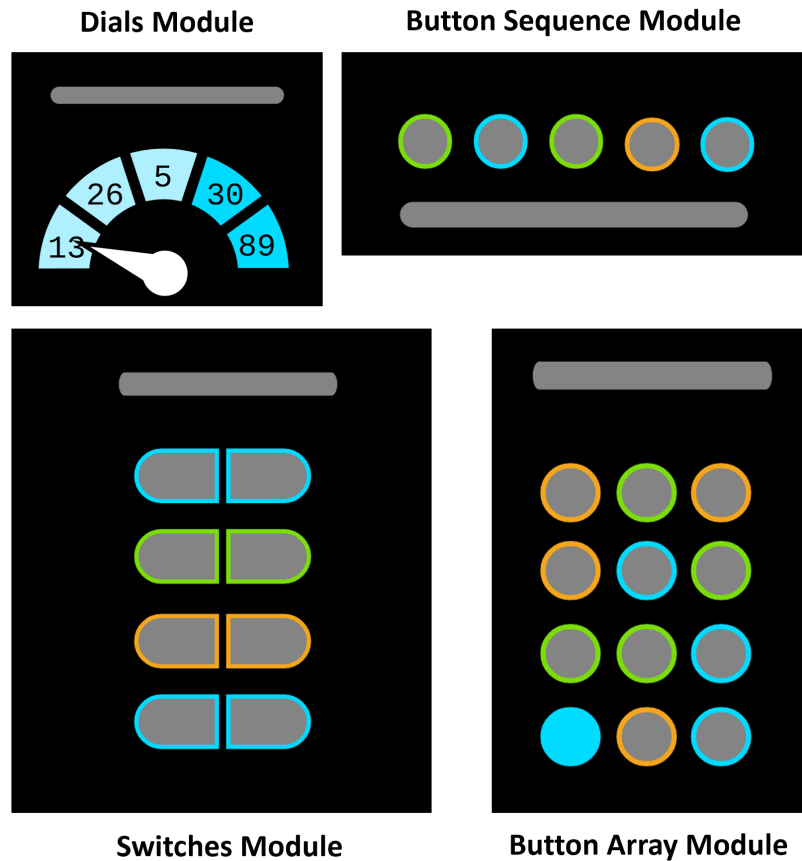 Dials Module
Button Sequence Module
13 26 5 30 89
Switches Module
Button Array Module